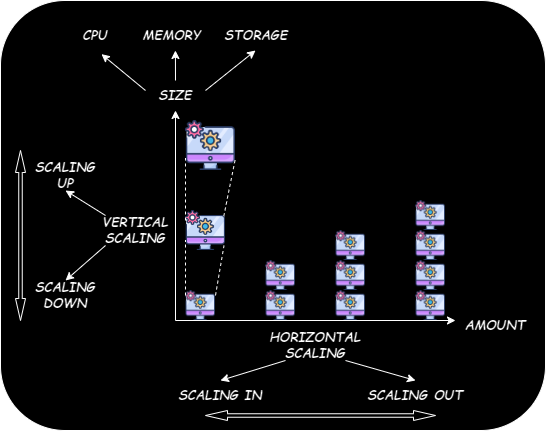 CPU MEMORY STORAGE
SIZE
SCALING
UP
VERTICAL
SCALING
SCALING
DOWN
AMOUNT
HORIZONTAL
SCALING
SCALING IN SCALING OUT